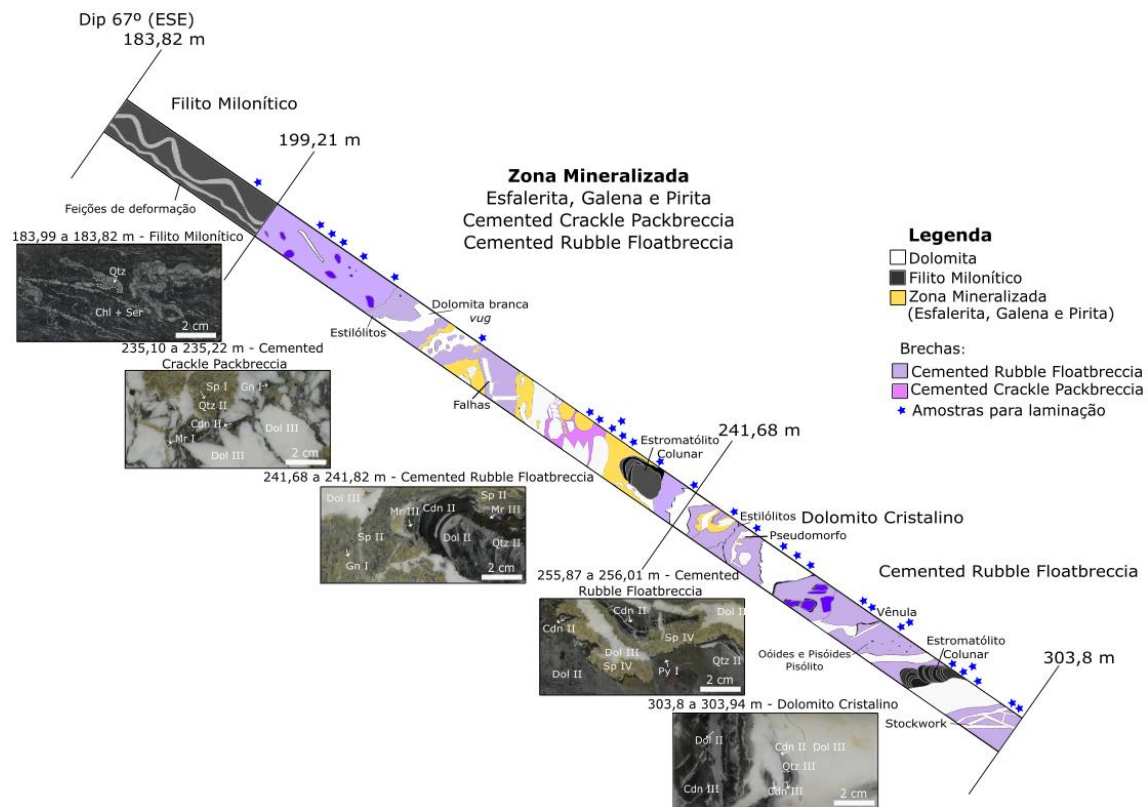 Dip 67º (ESE)
183,82 m
Filito Milonítico
199,21 m
Feições de deformação
183,99 a 183,82 m - Filito Milonítico
Qtz
Chl + Ser
2 cm
Zona Mineralizada
Esfalerita, Galena e Pirita
Cemented Crackle Packbreccia
Cemented Rubble Floatbreccia
Legenda
Dolomita
Filito Milonítico
Zona Mineralizada
(Esfalerita, Galena e Pirita)
Brechas:
Cemented Rubble Floatbreccia
Cemented Crackle Packbreccia
Amostras para laminação
Estilólitos
Dolomita branca
vug
Falhas
235,10 a 235,22 m - Cemented
Crackle Packbreccia
Sp I
Gn I
Qtz II
Cdn II
Mr I
Dol III
Dol III
2 cm
Estromatólito
Colunar
241,68 m
241,68 a 241,82 m - Cemented Rubble Floatbreccia
Dol III
Cdn II
Sp II
Mr III
Mr III
Sp II
Dol II
Qtz II
Gn I
2 cm
Estilólitos
Dolomito Cristalino
Pseudomorfo
Cemented Rubble Floatbreccia
255,87 a 256,01 m - Cemented
Rubble Floatbreccia
Cdn II
Cdn II
Sp IV
Dol III
Sp IV
Qtz II
Dol II
Py I
2 cm
Vênula
Oóides e Pisóides
Pisólito
Estromatólito
Colunar
303,8 m
Stockwork
303,8 a 303,94 m - Dolomito Cristalino
Dol II
Cdn II
Dol III
Qtz III
Cdn III
Cdn III
2 cm